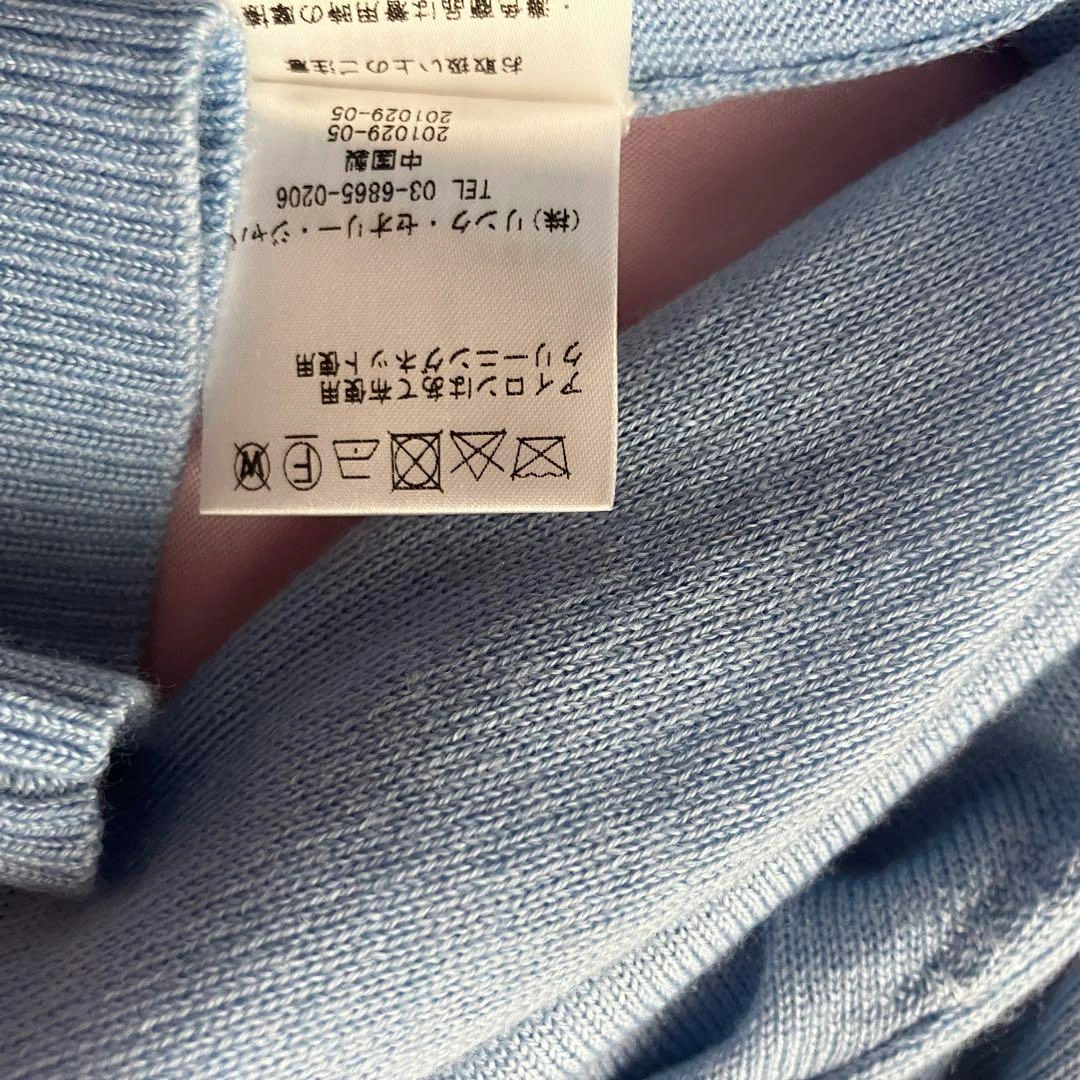 F
W
アイロンはあて布使用
クリーニングネット使用
(株)リンク・セオリー・ジャパ
TEL 03-6865-0206
中国製
201029-05
201029-05
お取扱い上のご注意